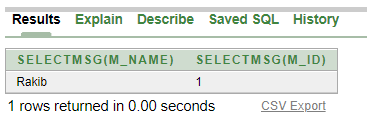 Results Explain Describe Saved SQL History
SELECTMSG(M_NAME) SELECTMSG(M_ID)
Rakib 1
1 rows returned in 0.00 seconds CSV Export